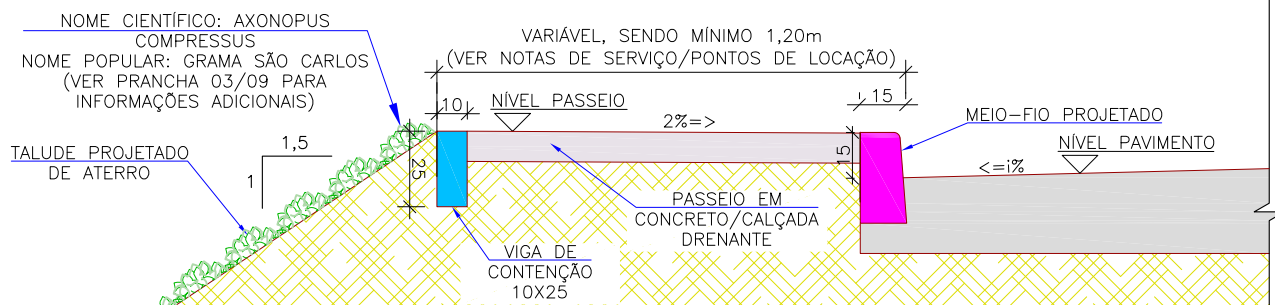 NOME CIENTÍFICO: AXONOPUS
COMPRESSUS
NOME POPULAR: GRAMA SÃO CARLOS
(VER PRANCHA 03/09 PARA
INFORMAÇÕES ADICIONAIS)
VARIÁVEL, SENDO MÍNIMO 1,20m
(VER NOTAS DE SERVIÇO/PONTOS DE LOCAÇÃO)
10
NÍVEL PASSEIO
15
2%=>
MEIO-FIO PROJETADO
NÍVEL PAVIMENTO
TALUDE PROJETADO
DE ATERRO
1,5
1
25
15
<=i%
PASSEIO EM
CONCRETO/CALÇADA
DRENANTE
VIGA DE
CONTENÇÃO
10X25